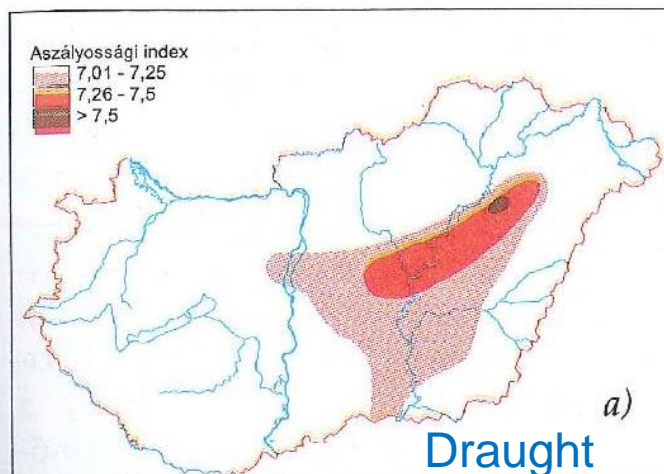 Aszályossági index
7,01 - 7,25
7,26 - 7,5
> 7,5
a)
Draught